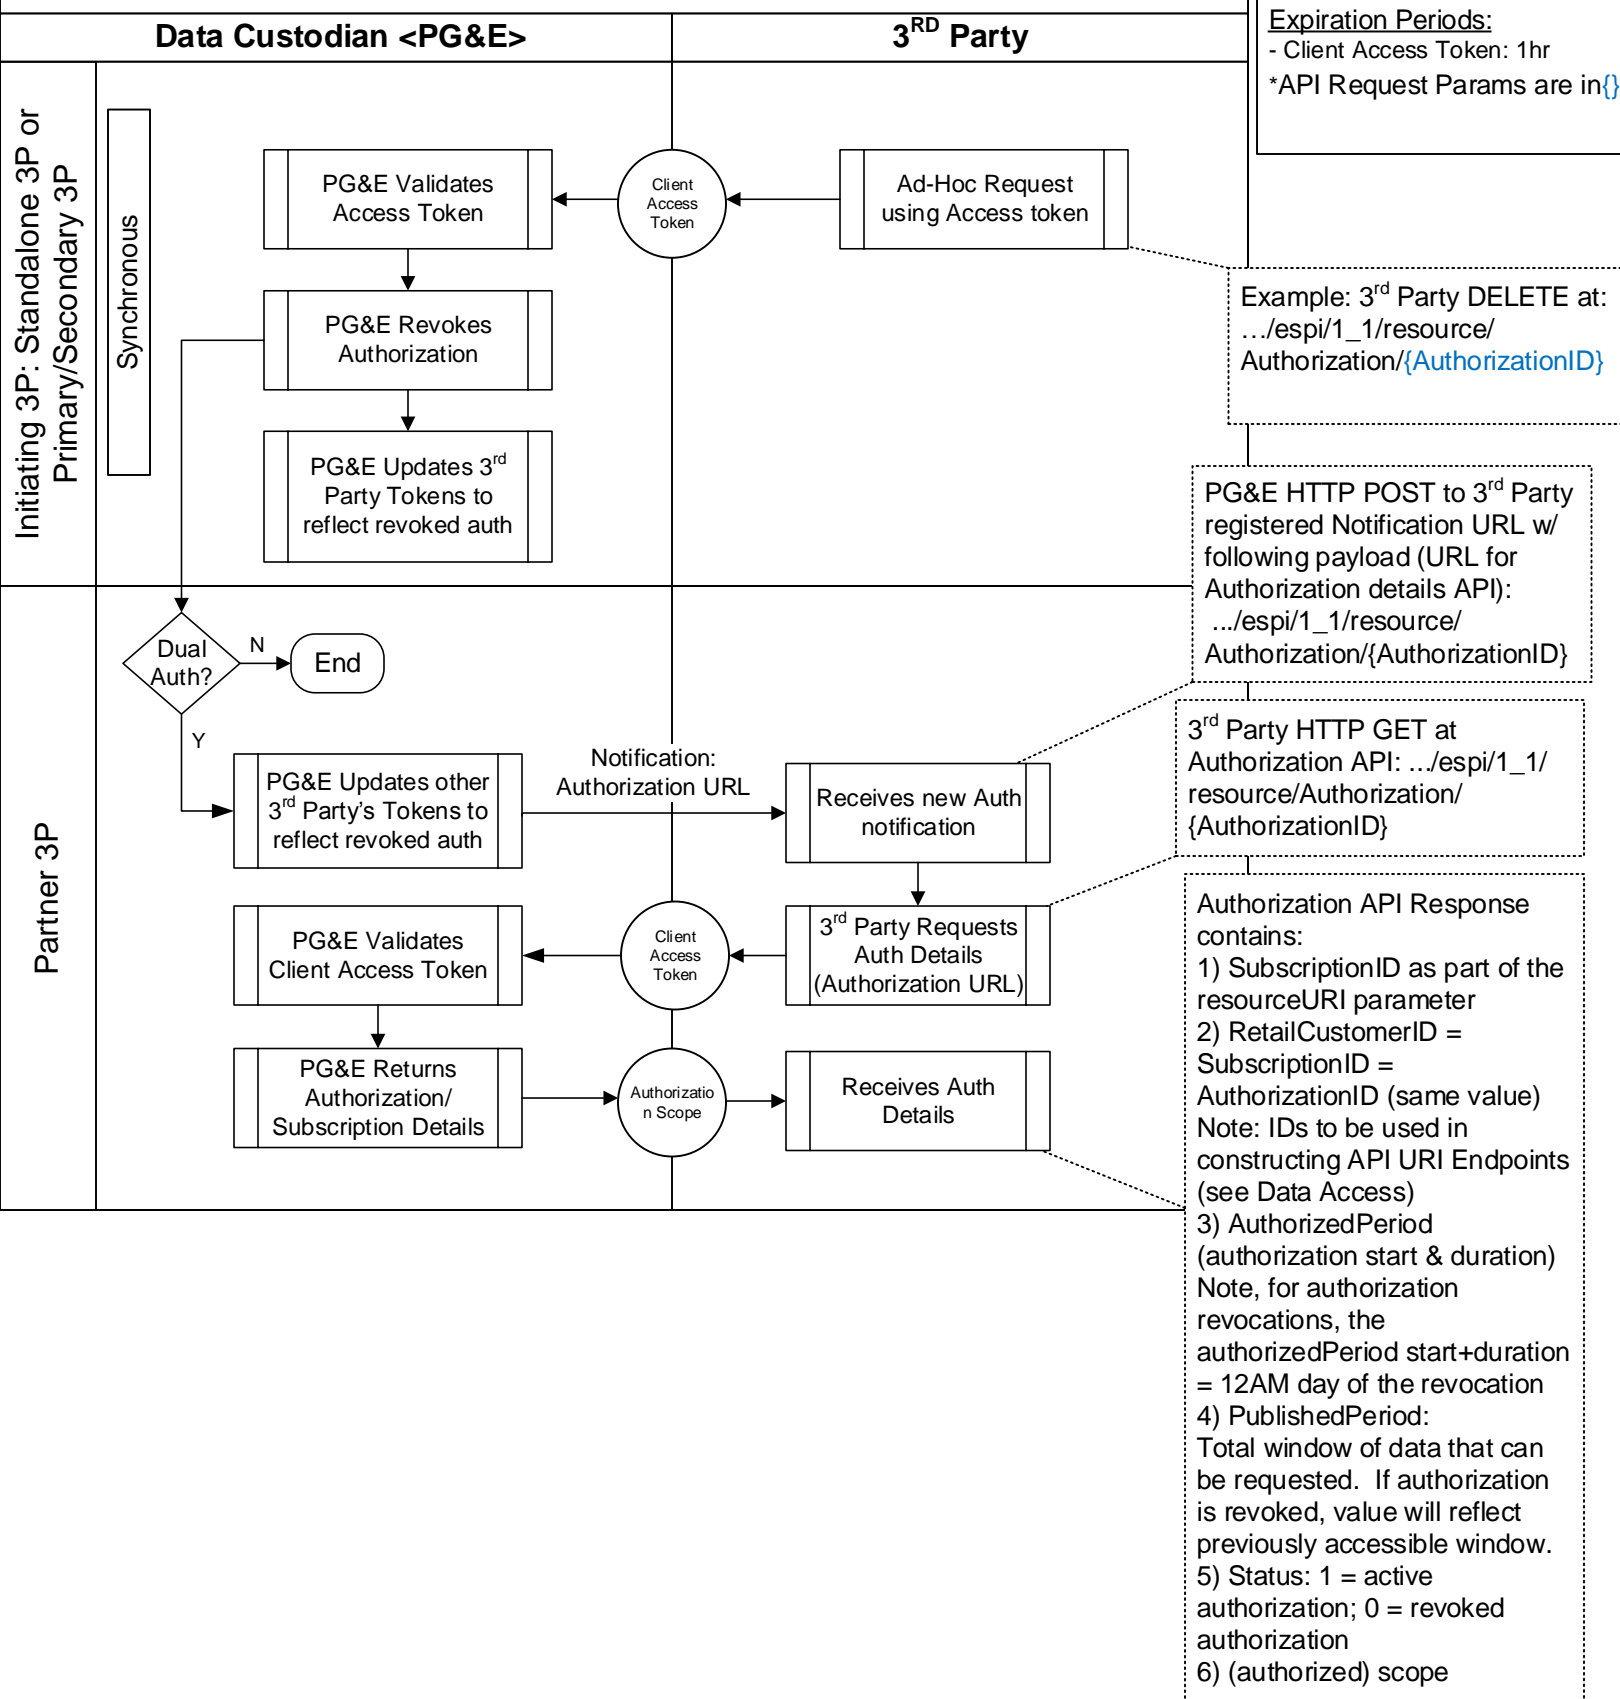 Data Custodian <PG&E>
3RD Party
Expiration Periods:
- Client Access Token: 1hr
*API Request Params are in{}
Initiating 3P: Standalone 3P or
Primary/Secondary 3P
Synchronous
PG&E Validates
Access Token
Client
Access
Token
Ad-Hoc Request
using Access token
Example: 3rd Party DELETE at:
…/espi/1_1/resource/
Authorization/{AuthorizationID}
PG&E Revokes
Authorization
PG&E Updates 3rd
Party Tokens to
reflect revoked auth
PG&E HTTP POST to 3rd Party
registered Notification URL w/
following payload (URL for
Authorization details API):
.../espi/1_1/resource/
Authorization/{AuthorizationID}
Partner 3P
Dual
Auth?
N
End
Y
3rd Party HTTP GET at
Authorization API: .../espi/1_1/
resource/Authorization/
{AuthorizationID}
PG&E Updates other
3rd Party's Tokens to
reflect revoked auth
Notification:
Authorization URL
Receives new Auth
notification
PG&E Validates
Client Access Token
Client
Access
Token
3rd Party Requests
Auth Details
(Authorization URL)
PG&E Returns
Authorization/
Subscription Details
Authorizatio
n Scope
Receives Auth
Details
Authorization API Response
contains:
1) SubscriptionID as part of the
resourceURI parameter
2) RetailCustomerID =
SubscriptionID =
AuthorizationID (same value)
Note: IDs to be used in
constructing API URI Endpoints
(see Data Access)
3) AuthorizedPeriod
(authorization start & duration)
Note, for authorization
revocations, the
authorizedPeriod start+duration
= 12AM day of the revocation
4) PublishedPeriod:
Total window of data that can
be requested.  If authorization
is revoked, value will reflect
previously accessible window.
5) Status: 1 = active
authorization; 0 = revoked
authorization
6) (authorized) scope